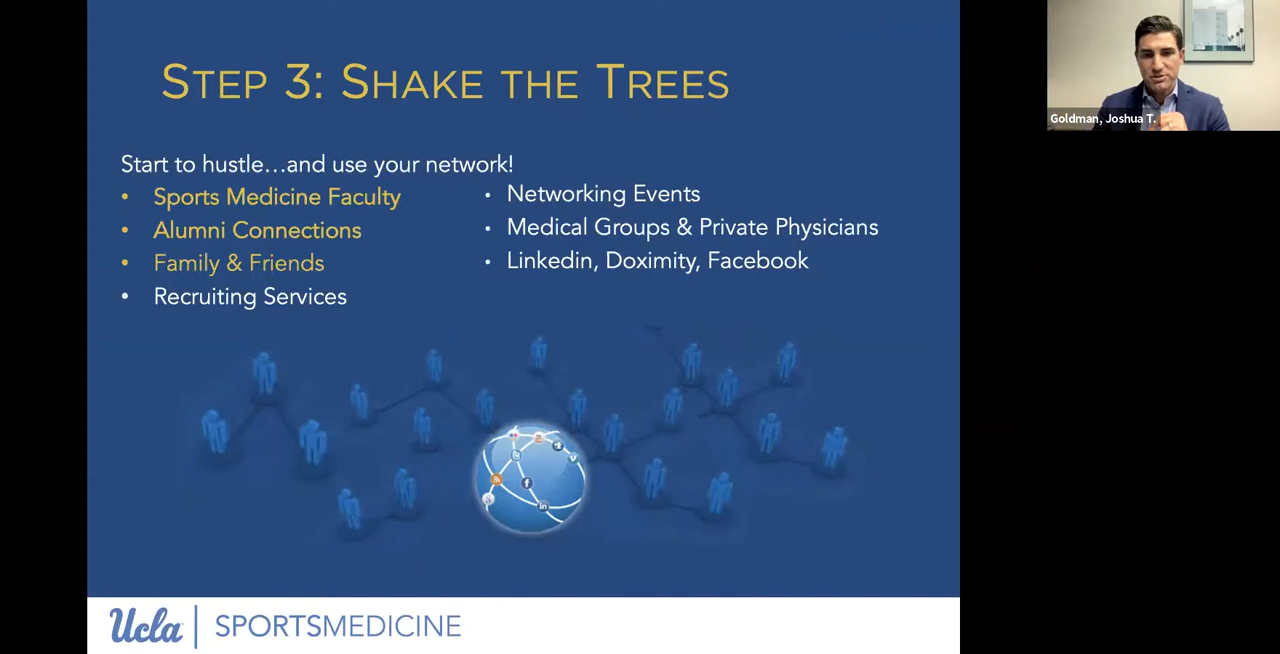 STEP 3: SHAKE THE TREES
Start to hustle…and use your network!
• Sports Medicine Faculty
• Alumni Connections
• Family & Friends
• Recruiting Services
• Networking Events
• Medical Groups & Private Physicians
• Linkedin, Doximity, Facebook
f
in
Ucla | SPORTSMEDICINE
Goldman, Joshua T.